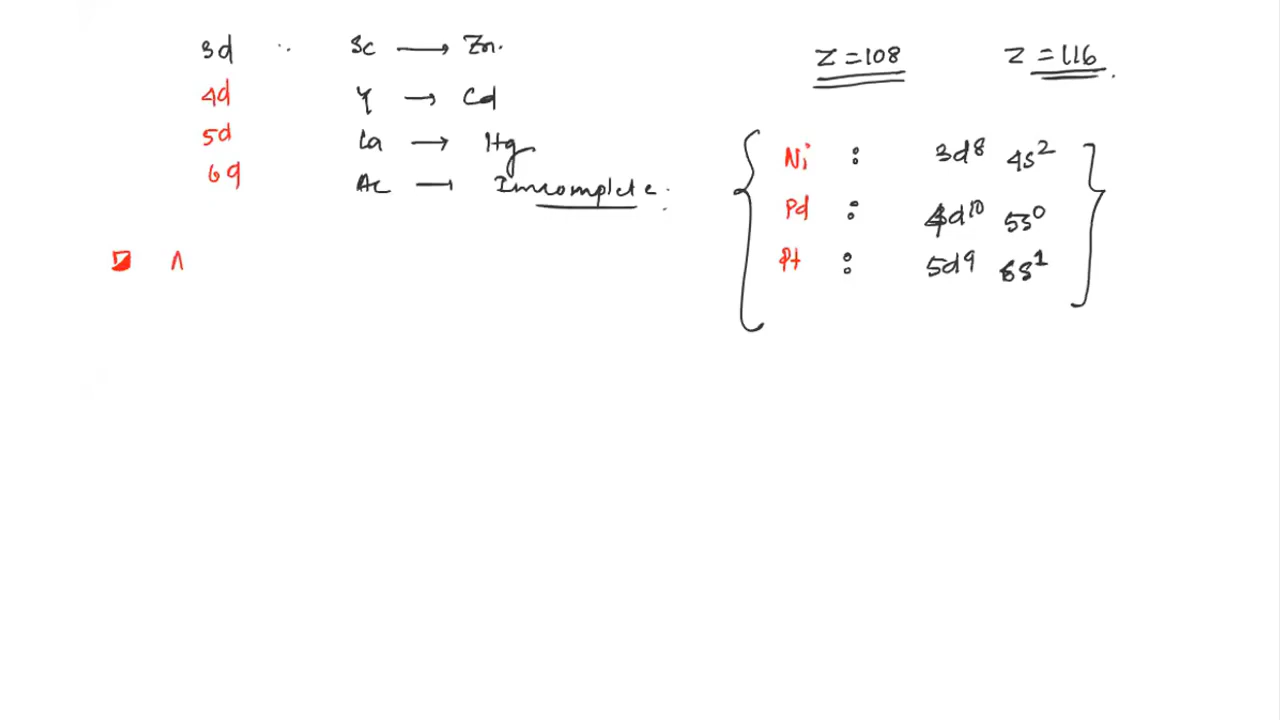 3d : Sc → Zn.
4d Y → Cd
5d La → Hg
6d Ac → Incomplete.
Z = 108 Z = 116.
Ni : 3d8 4s2
Pd : 4d10 5s0
Pt : 5d9 6s1